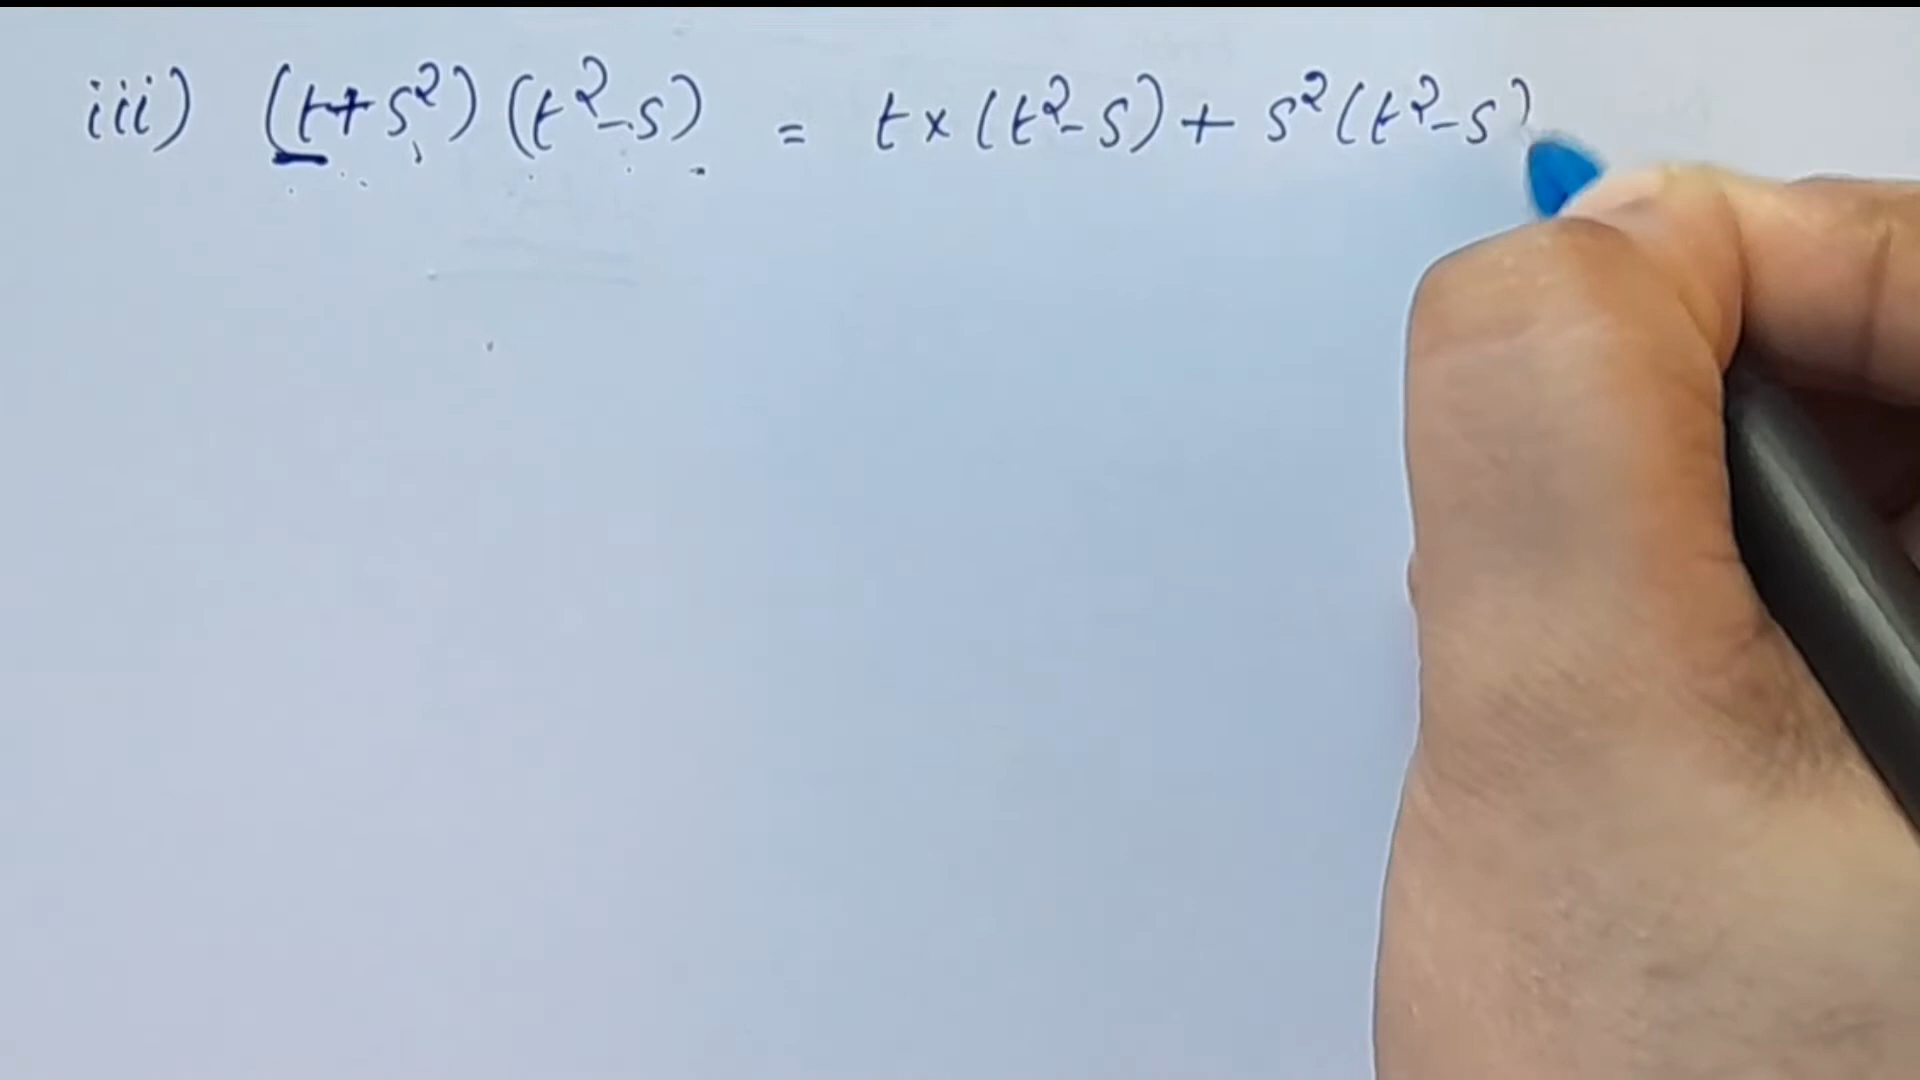 iii) (t+s²)(t²-s) = t×(t²-s)+s²(t²-s)